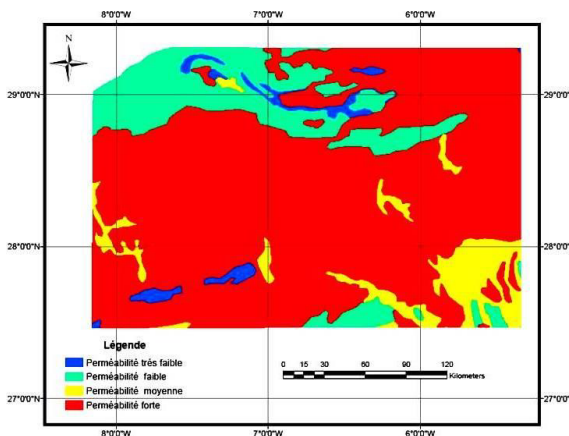 8°0'0"W 7°0'0"W 6°0'0"W
N
29°0'0"N 29°0'0"N
28°0'0"N 28°0'0"N
Légende
Perméabilité très faible
Perméabilité faible
Perméabilité moyenne
Perméabilité forte
0 15 30 60 90 120
Kilometers
27°0'0"N 27°0'0"N
8°0'0"W 7°0'0"W 6°0'0"W